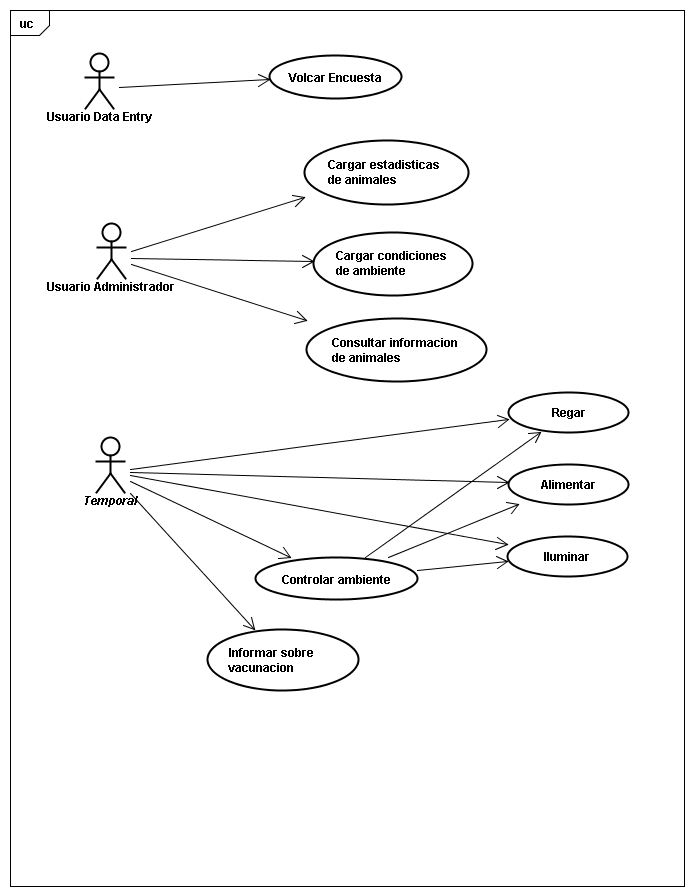 uc
Volcar Encuesta
Usuario Data Entry
Cargar estadisticas
de animales
Cargar condiciones
de ambiente
Usuario Administrador
Consultar informacion
de animales
Regar
Alimentar
Temporal
Iluminar
Controlar ambiente
Informar sobre
vacunacion